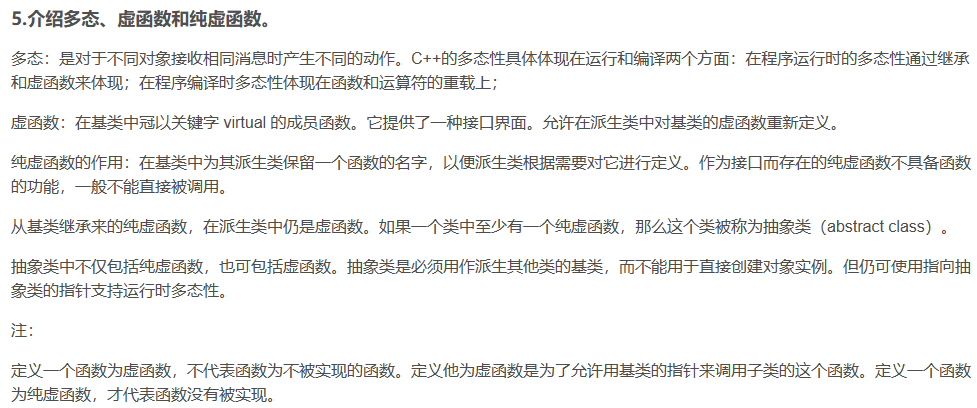 5.介绍多态、虚函数和纯虚函数。
多态：是对于不同对象接收相同消息时产生不同的动作。C++的多态性具体体现在运行和编译两个方面：在程序运行时的多态性通过继承
和虚函数来体现；在程序编译时多态性体现在函数和运算符的重载上；
虚函数：在基类中冠以关键字 virtual 的成员函数。它提供了一种接口界面。允许在派生类中对基类的虚函数重新定义。
纯虚函数的作用：在基类中为其派生类保留一个函数的名字，以便派生类根据需要对它进行定义。作为接口而存在的纯虚函数不具备函数
的功能，一般不能直接被调用。
从基类继承来的纯虚函数，在派生类中仍是虚函数。如果一个类中至少有一个纯虚函数，那么这个类被称为抽象类（abstract class）。
抽象类中不仅包括纯虚函数，也可包括虚函数。抽象类是必须用作派生其他类的基类，而不能用于直接创建对象实例。但仍可使用指向抽
象类的指针支持运行时多态性。
注：
定义一个函数为虚函数，不代表函数为不被实现的函数。定义他为虚函数是为了允许用基类的指针来调用子类的这个函数。定义一个函数
为纯虚函数，才代表函数没有被实现。